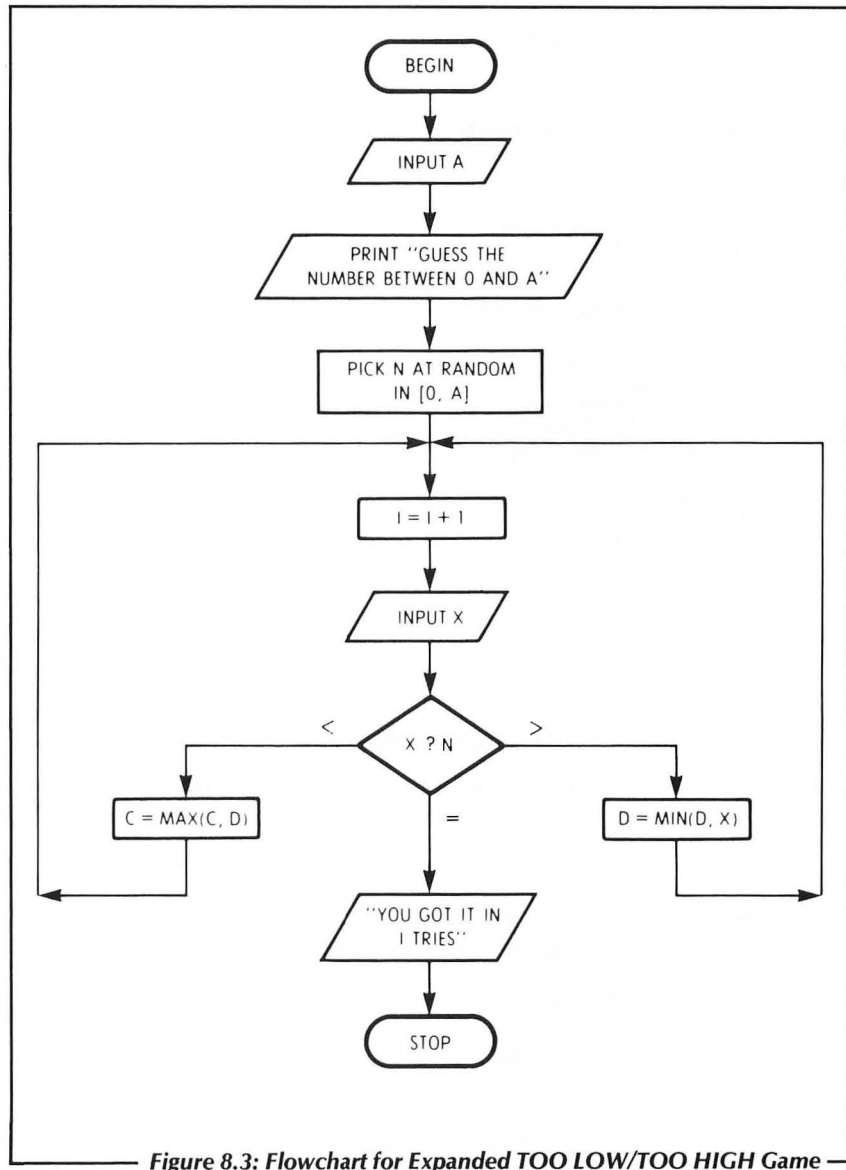 BEGIN
INPUT A
PRINT "GUESS THE
NUMBER BETWEEN 0 AND A"
PICK N AT RANDOM
IN [0, A]
I = I + 1
INPUT X
<
X ? N
>
C = MAX(C, D)
=
D = MIN(D, X)
"YOU GOT IT IN
I TRIES"
STOP
Figure 8.3: Flowchart for Expanded TOO LOW/TOO HIGH Game